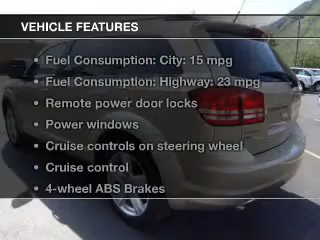 VEHICLE FEATURES
• Fuel Consumption: City: 15 mpg
• Fuel Consumption: Highway: 23 mpg
• Remote power door locks
• Power windows
• Cruise controls on steering wheel
• Cruise control
• 4-wheel ABS Brakes